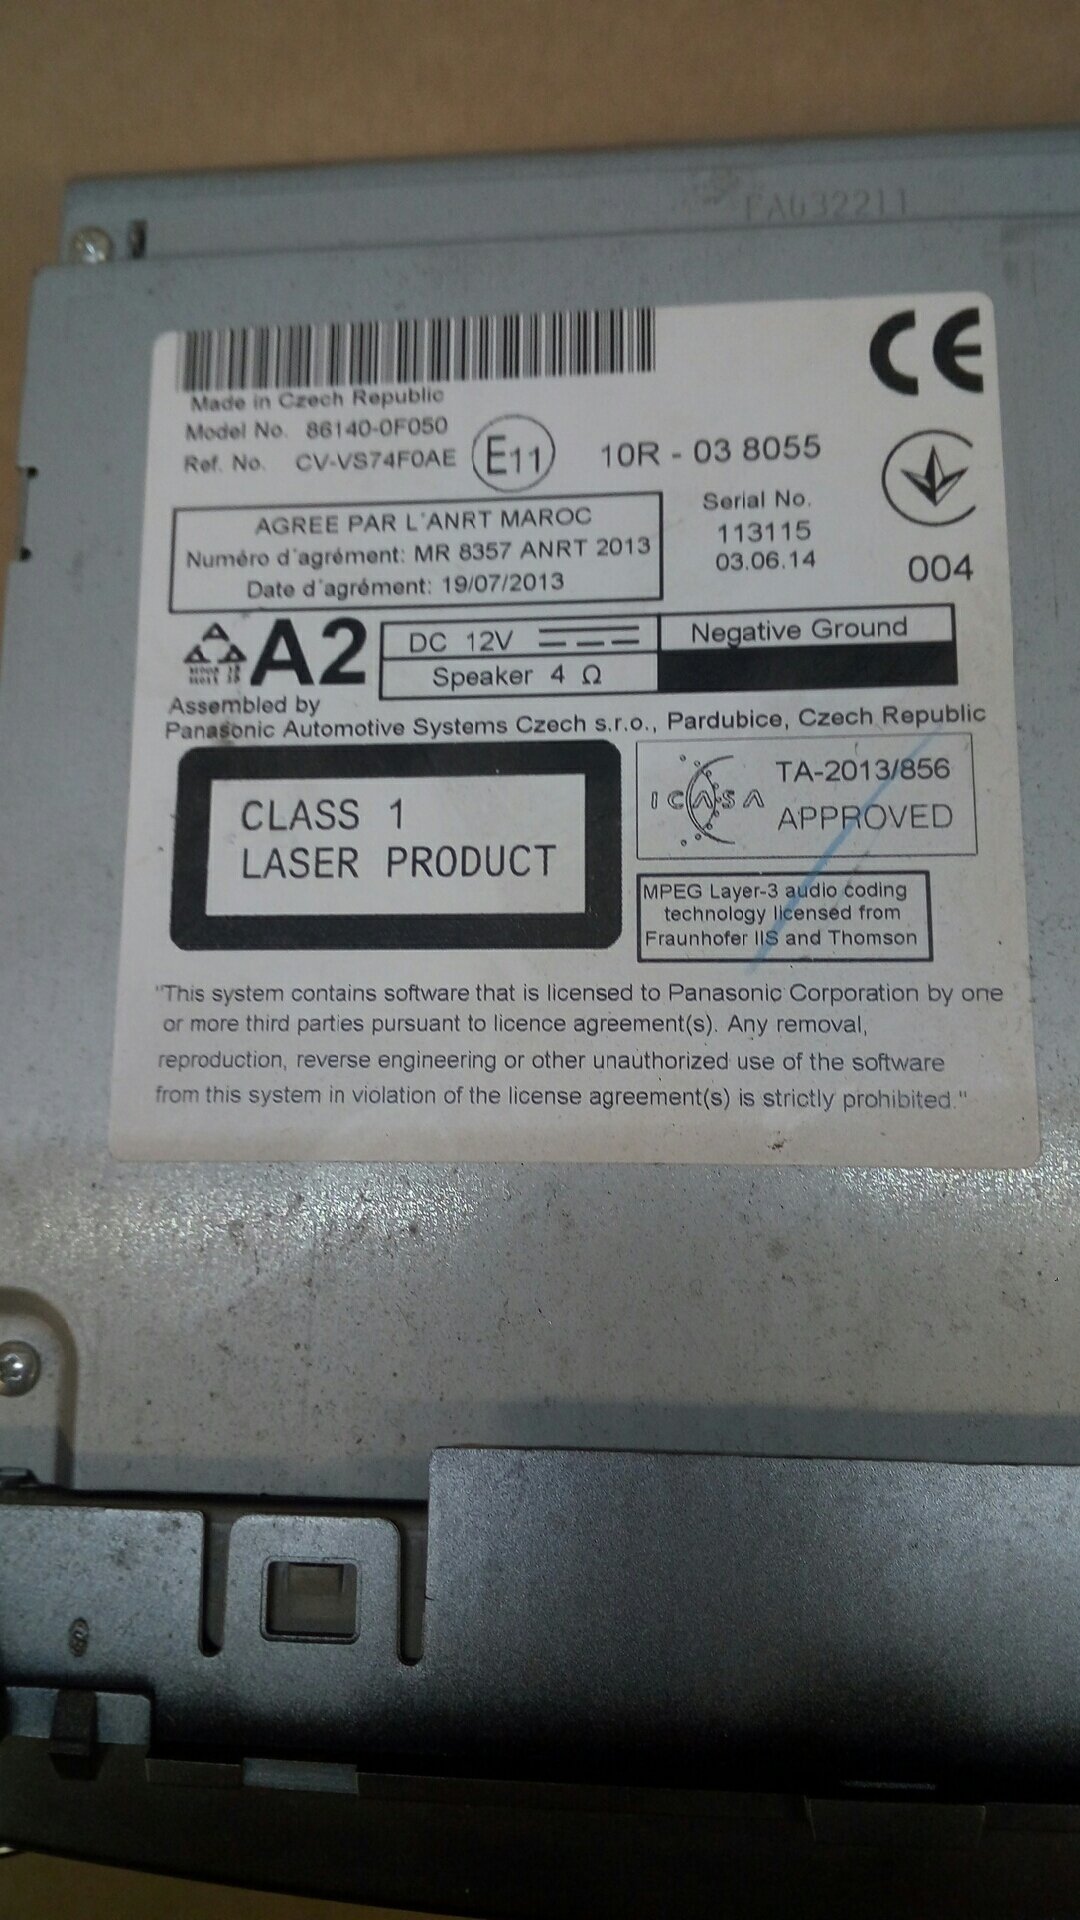 FA032211
CE
Made in Czech Republic
Model No. 86140-0F050
Ref. No. CV-VS74F0AE
E11
10R - 03 8055
AGREE PAR L'ANRT MAROC
Numéro d'agrément: MR 8357 ANRT 2013
Date d'agrément: 19/07/2013
Serial No.
113115
03.06.14
004
A2
DC 12V
Negative Ground
Speaker 4 Ω
Assembled by
Panasonic Automotive Systems Czech s.r.o., Pardubice, Czech Republic
CLASS 1
LASER PRODUCT
ICASA
TA-2013/856
APPROVED
MPEG Layer-3 audio coding
technology licensed from
Fraunhofer IIS and Thomson
"This system contains software that is licensed to Panasonic Corporation by one
or more third parties pursuant to licence agreement(s). Any removal,
reproduction, reverse engineering or other unauthorized use of the software
from this system in violation of the license agreement(s) is strictly prohibited."